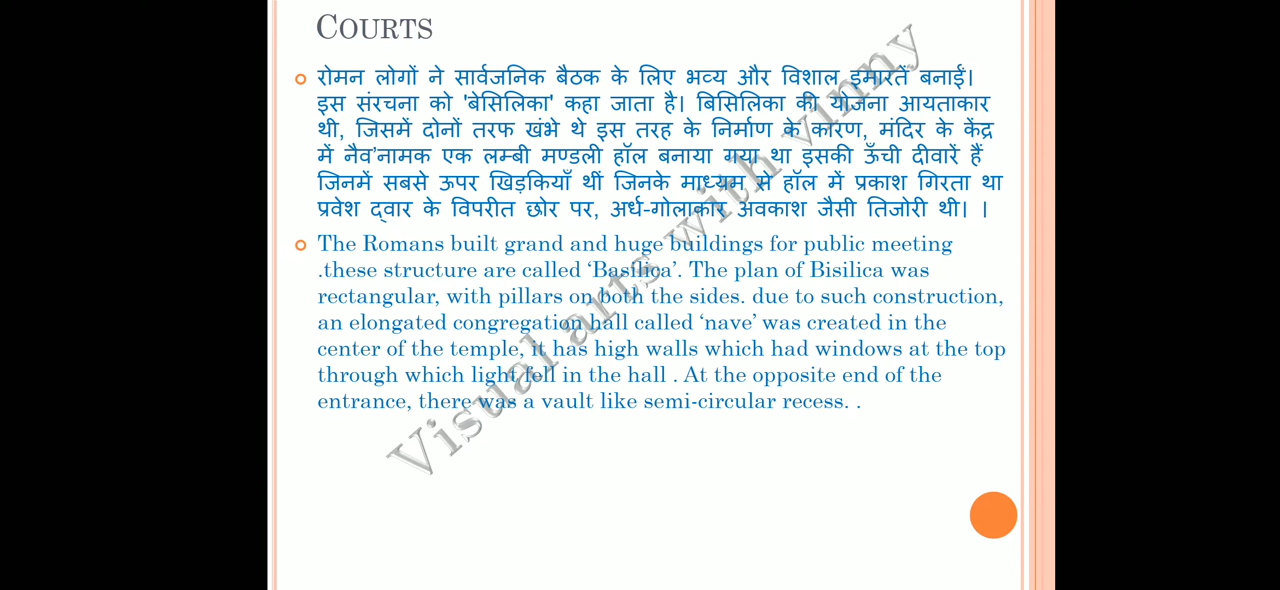 COURTS
रोमन लोगों ने सार्वजनिक बैठक के लिए भव्य और विशाल इमारतें बनाईं।
इस संरचना को 'बेसिलिका' कहा जाता है। बिसिलिका की योजना आयताकार
थी, जिसमें दोनों तरफ खंभे थे इस तरह के निर्माण के कारण, मंदिर के केंद्र
में नैव'नामक एक लम्बी मण्डली हॉल बनाया गया था इसकी ऊँची दीवारें हैं
जिनमें सबसे ऊपर खिड़कियाँ थीं जिनके माध्यम से हॉल में प्रकाश गिरता था
प्रवेश द्वार के विपरीत छोर पर, अर्ध-गोलाकार अवकाश जैसी तिजोरी थी। ।
The Romans built grand and huge buildings for public meeting
.these structure are called ‘Basilica’. The plan of Bisilica was
rectangular, with pillars on both the sides. due to such construction,
an elongated congregation hall called ‘nave’ was created in the
center of the temple, it has high walls which had windows at the top
through which light fell in the hall . At the opposite end of the
entrance, there was a vault like semi-circular recess. .
Visual arts with vinny